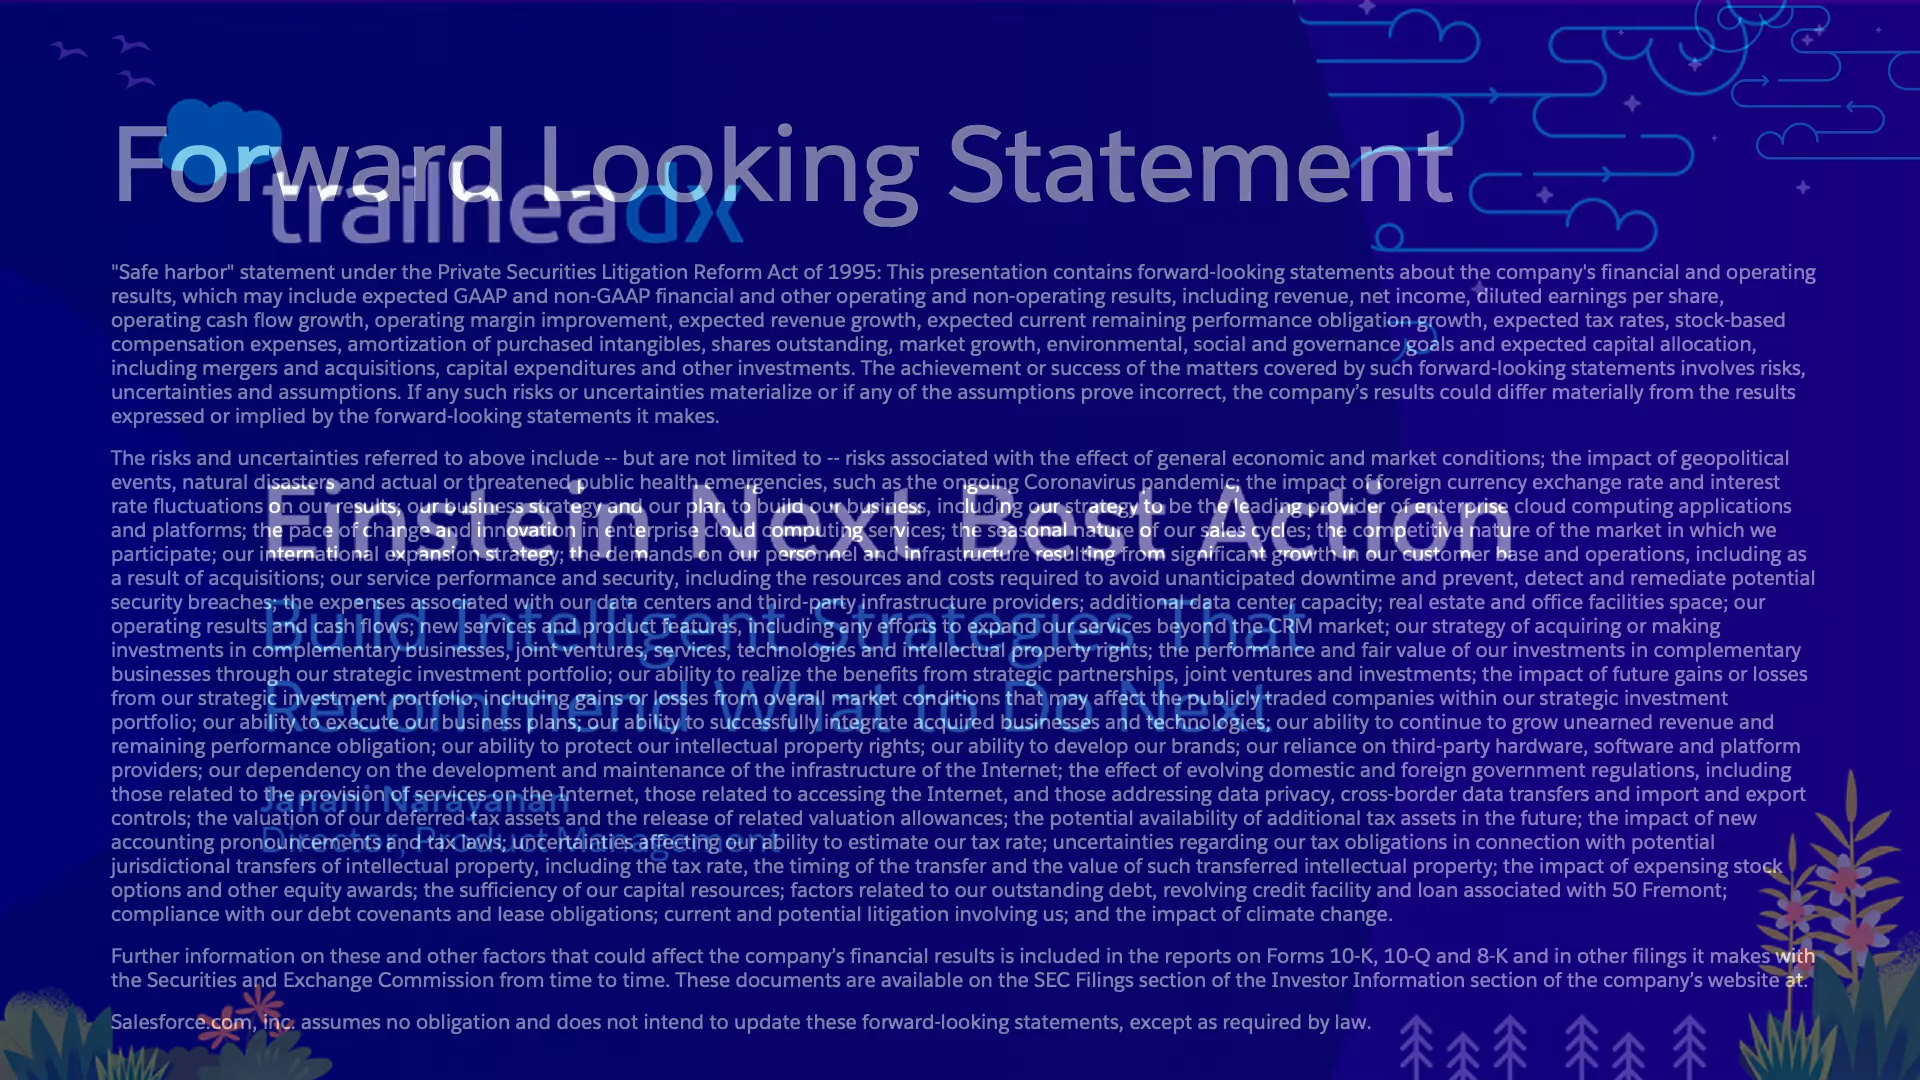 Forward Looking Statement
trailheadx
"Safe harbor" statement under the Private Securities Litigation Reform Act of 1995: This presentation contains forward-looking statements about the company's financial and operating
results, which may include expected GAAP and non-GAAP financial and other operating and non-operating results, including revenue, net income, diluted earnings per share,
operating cash flow growth, operating margin improvement, expected revenue growth, expected current remaining performance obligation growth, expected tax rates, stock-based
compensation expenses, amortization of purchased intangibles, shares outstanding, market growth, environmental, social and governance goals and expected capital allocation,
including mergers and acquisitions, capital expenditures and other investments. The achievement or success of the matters covered by such forward-looking statements involves risks,
uncertainties and assumptions. If any such risks or uncertainties materialize or if any of the assumptions prove incorrect, the company's results could differ materially from the results
expressed or implied by the forward-looking statements it makes.
The risks and uncertainties referred to above include -- but are not limited to -- risks associated with the effect of general economic and market conditions; the impact of geopolitical
events, natural disasters and actual or threatened public health emergencies, such as the ongoing Coronavirus pandemic; the impact of foreign currency exchange rate and interest
rate fluctuations on our results; our business strategy and our plan to build our business, including our strategy to be the leading provider of enterprise cloud computing applications
and platforms; the pace of change and innovation in enterprise cloud computing services; the seasonal nature of our sales cycles; the competitive nature of the market in which we
participate; our international expansion strategy; the demands on our personnel and infrastructure resulting from significant growth in our customer base and operations, including as
a result of acquisitions; our service performance and security, including the resources and costs required to avoid unanticipated downtime and prevent, detect and remediate potential
security breaches; the expenses associated with our data centers and third-party infrastructure providers; additional data center capacity; real estate and office facilities space; our
operating results and cash flows; new services and product features, including any efforts to expand our services beyond the CRM market; our strategy of acquiring or making
investments in complementary businesses, joint ventures, services, technologies and intellectual property rights; the performance and fair value of our investments in complementary
businesses through our strategic investment portfolio; our ability to realize the benefits from strategic partnerships, joint ventures and investments; the impact of future gains or losses
from our strategic investment portfolio, including gains or losses from overall market conditions that may affect the publicly traded companies within our strategic investment
portfolio; our ability to execute our business plans; our ability to successfully integrate acquired businesses and technologies; our ability to continue to grow unearned revenue and
remaining performance obligation; our ability to protect our intellectual property rights; our ability to develop our brands; our reliance on third-party hardware, software and platform
providers; our dependency on the development and maintenance of the infrastructure of the Internet; the effect of evolving domestic and foreign government regulations, including
those related to the provision of services on the Internet, those related to accessing the Internet, and those addressing data privacy, cross-border data transfers and import and export
controls; the valuation of our deferred tax assets and the release of related valuation allowances; the potential availability of additional tax assets in the future; the impact of new
accounting pronouncements and tax laws; uncertainties affecting our ability to estimate our tax rate; uncertainties regarding our tax obligations in connection with potential
jurisdictional transfers of intellectual property, including the tax rate, the timing of the transfer and the value of such transferred intellectual property; the impact of expensing stock
options and other equity awards; the sufficiency of our capital resources; factors related to our outstanding debt, revolving credit facility and loan associated with 50 Fremont;
compliance with our debt covenants and lease obligations; current and potential litigation involving us; and the impact of climate change.
Further information on these and other factors that could affect the company's financial results is included in the reports on Forms 10-K, 10-Q and 8-K and in other filings it makes with
the Securities and Exchange Commission from time to time. These documents are available on the SEC Filings section of the Investor Information section of the company's website at.
Salesforce.com, inc. assumes no obligation and does not intend to update these forward-looking statements, except as required by law.
Einstein Next Best Action
Build Intelligent Strategies That
Recommend What to Do Next
Janani Narayanan
Director, Product Management